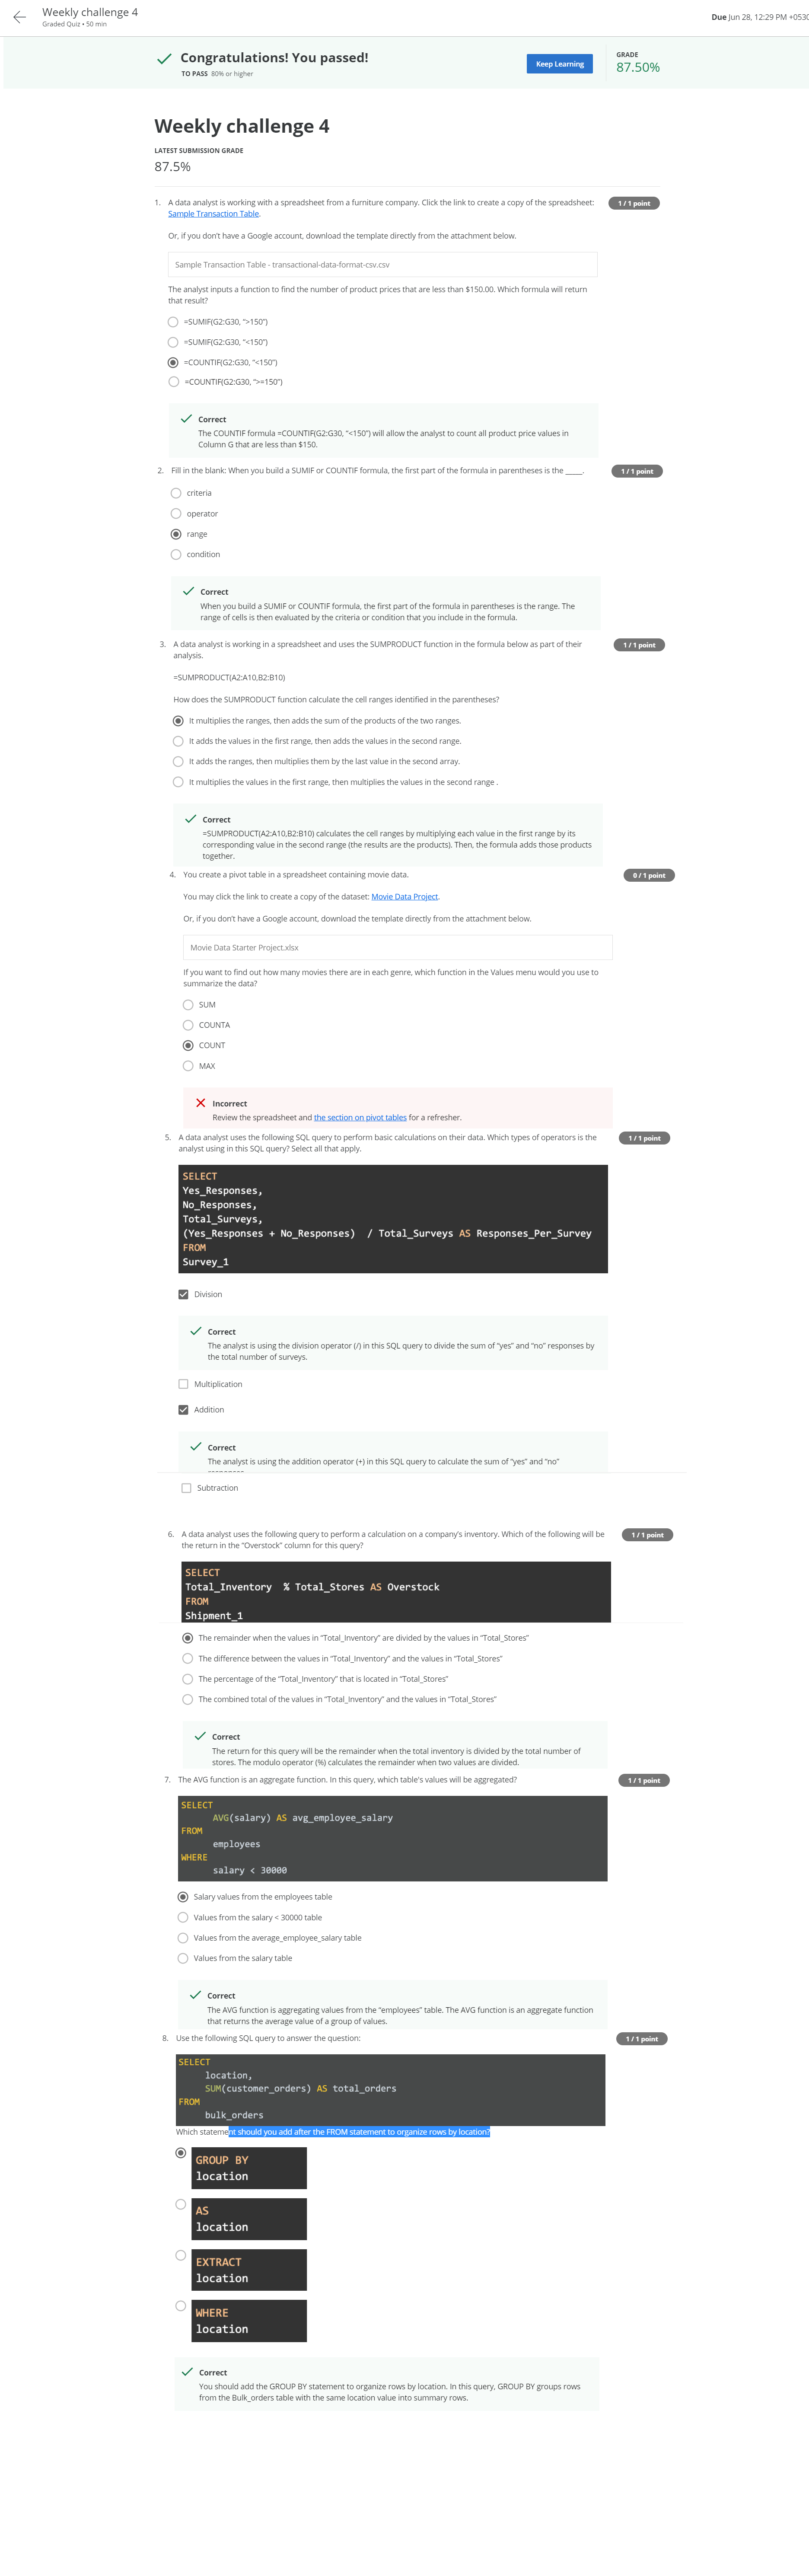 Weekly challenge 4
Graded Quiz • 50 min
Due Jun 28, 12:29 PM +0530
Congratulations! You passed!
TO PASS 80% or higher
Keep Learning
GRADE
87.50%
Weekly challenge 4
LATEST SUBMISSION GRADE
87.5%
1. A data analyst is working with a spreadsheet from a furniture company. Click the link to create a copy of the spreadsheet:
Sample Transaction Table.
1 / 1 point
Or, if you don't have a Google account, download the template directly from the attachment below.
Sample Transaction Table - transactional-data-format-csv.csv
The analyst inputs a function to find the number of product prices that are less than $150.00. Which formula will return
that result?
=SUMIF(G2:G30, “>150”)
=SUMIF(G2:G30, “<150”)
=COUNTIF(G2:G30, “<150”)
=COUNTIF(G2:G30, “>=150”)
Correct
The COUNTIF formula =COUNTIF(G2:G30, “<150”) will allow the analyst to count all product price values in
Column G that are less than $150.
2. Fill in the blank: When you build a SUMIF or COUNTIF formula, the first part of the formula in parentheses is the _____.
1 / 1 point
criteria
operator
range
condition
Correct
When you build a SUMIF or COUNTIF formula, the first part of the formula in parentheses is the range. The
range of cells is then evaluated by the criteria or condition that you include in the formula.
3. A data analyst is working in a spreadsheet and uses the SUMPRODUCT function in the formula below as part of their
analysis.
1 / 1 point
=SUMPRODUCT(A2:A10,B2:B10)
How does the SUMPRODUCT function calculate the cell ranges identified in the parentheses?
It multiplies the ranges, then adds the sum of the products of the two ranges.
It adds the values in the first range, then adds the values in the second range.
It adds the ranges, then multiplies them by the last value in the second array.
It multiplies the values in the first range, then multiplies the values in the second range .
Correct
=SUMPRODUCT(A2:A10,B2:B10) calculates the cell ranges by multiplying each value in the first range by its
corresponding value in the second range (the results are the products). Then, the formula adds those products
together.
4. You create a pivot table in a spreadsheet containing movie data.
0 / 1 point
You may click the link to create a copy of the dataset: Movie Data Project.
Or, if you don't have a Google account, download the template directly from the attachment below.
Movie Data Starter Project.xlsx
If you want to find out how many movies there are in each genre, which function in the Values menu would you use to
summarize the data?
SUM
COUNTA
COUNT
MAX
Incorrect
Review the spreadsheet and the section on pivot tables for a refresher.
5. A data analyst uses the following SQL query to perform basic calculations on their data. Which types of operators is the
analyst using in this SQL query? Select all that apply.
1 / 1 point
SELECT
Yes_Responses,
No_Responses,
Total_Surveys,
(Yes_Responses + No_Responses) / Total_Surveys AS Responses_Per_Survey
FROM
Survey_1
Division
Correct
The analyst is using the division operator (/) in this SQL query to divide the sum of “yes” and “no” responses by
the total number of surveys.
Multiplication
Addition
Correct
The analyst is using the addition operator (+) in this SQL query to calculate the sum of “yes” and “no”
Subtraction
6. A data analyst uses the following query to perform a calculation on a company's inventory. Which of the following will be
the return in the “Overstock” column for this query?
1 / 1 point
SELECT
Total_Inventory % Total_Stores AS Overstock
FROM
Shipment_1
The remainder when the values in “Total_Inventory” are divided by the values in “Total_Stores”
The difference between the values in “Total_Inventory” and the values in “Total_Stores”
The percentage of the “Total_Inventory” that is located in “Total_Stores”
The combined total of the values in “Total_Inventory” and the values in “Total_Stores”
Correct
The return for this query will be the remainder when the total inventory is divided by the total number of
stores. The modulo operator (%) calculates the remainder when two values are divided.
7. The AVG function is an aggregate function. In this query, which table's values will be aggregated?
1 / 1 point
SELECT
AVG(salary) AS avg_employee_salary
FROM
employees
WHERE
salary < 30000
Salary values from the employees table
Values from the salary < 30000 table
Values from the average_employee_salary table
Values from the salary table
Correct
The AVG function is aggregating values from the “employees” table. The AVG function is an aggregate function
that returns the average value of a group of values.
8. Use the following SQL query to answer the question:
1 / 1 point
SELECT
location,
SUM(customer_orders) AS total_orders
FROM
bulk_orders
Which statement should you add after the FROM statement to organize rows by location?
GROUP BY
location
AS
location
EXTRACT
location
WHERE
location
Correct
You should add the GROUP BY statement to organize rows by location. In this query, GROUP BY groups rows
from the Bulk_orders table with the same location value into summary rows.